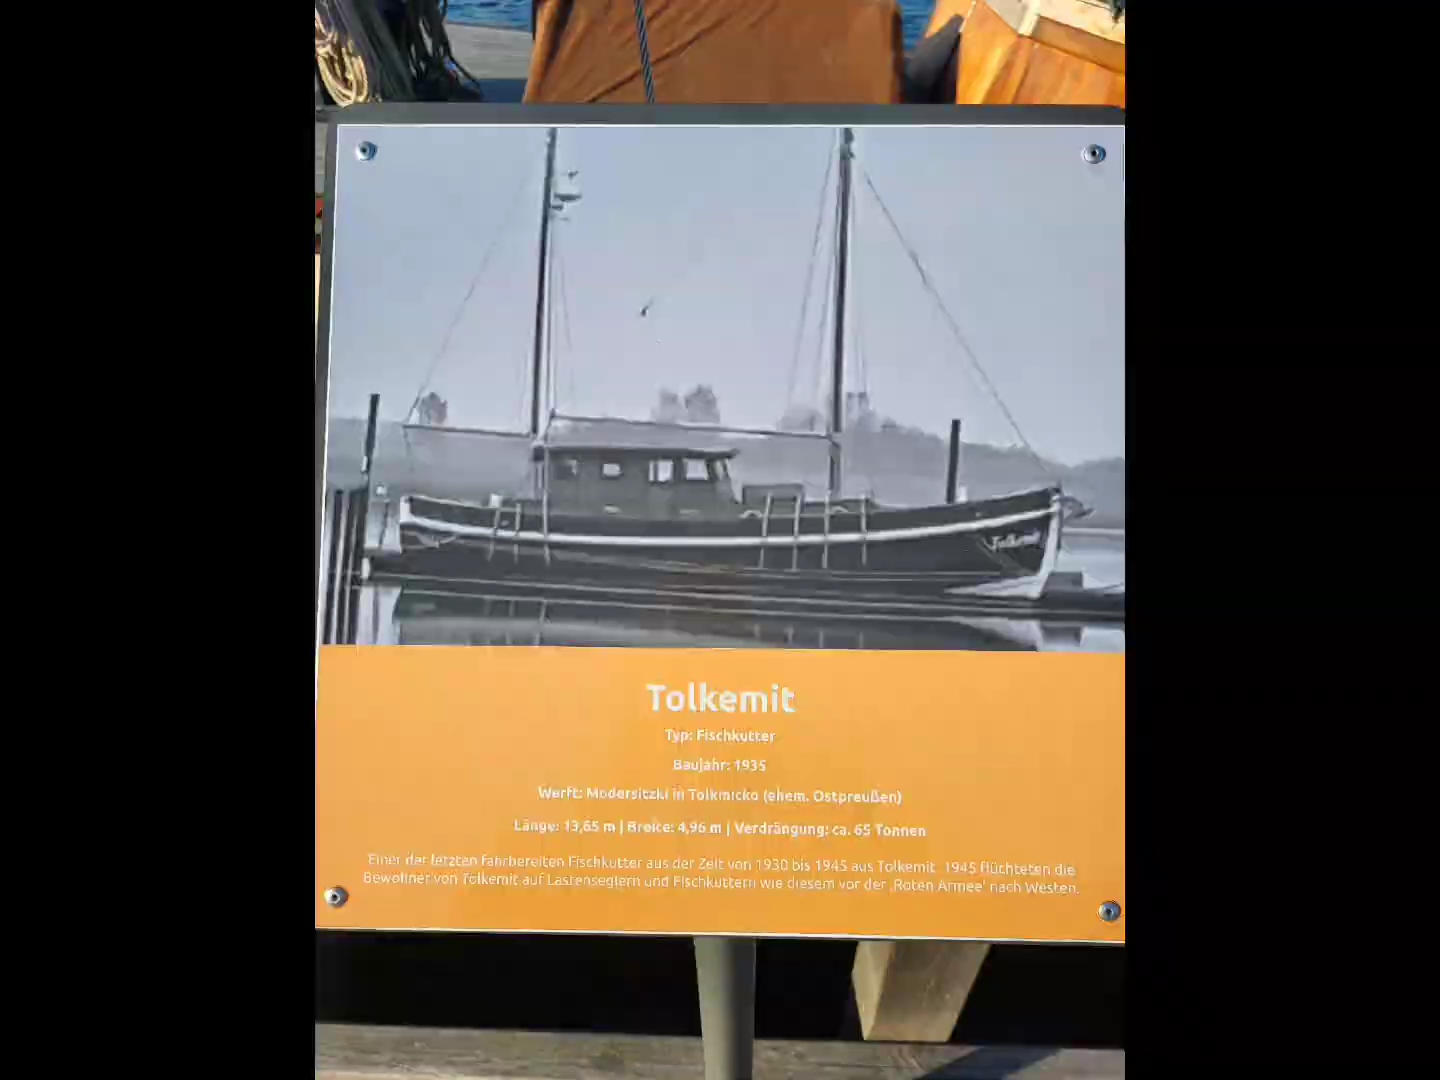 Tolkemit
Tolkemit
Typ: Fischkutter
Baujahr: 1935
Werft: Modersitzki in Tolkmicko (ehem. Ostpreußen)
Länge: 13,65 m | Breite: 4,96 m | Verdrängung: ca. 65 Tonnen
Einer der letzten fahrbereiten Fischkutter aus der Zeit von 1930 bis 1945 aus Tolkemit. 1945 flüchteten die
Bewohner von Tolkemit auf Lastenseglern und Fischkuttern wie diesem vor der ‚Roten Armee‘ nach Westen.